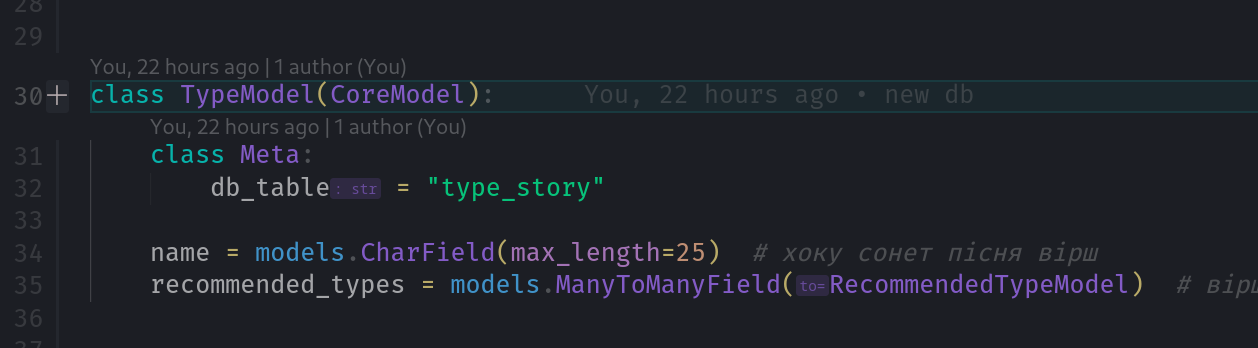 28
29
You, 22 hours ago | 1 author (You)
30 class TypeModel(CoreModel): You, 22 hours ago • new db
You, 22 hours ago | 1 author (You)
31 class Meta:
32 db_table: str = "type_story"
33
34 name = models.CharField(max_length=25) # хоку сонет пісня вірш
35 recommended_types = models.ManyToManyField(to=RecommendedTypeModel) #
36